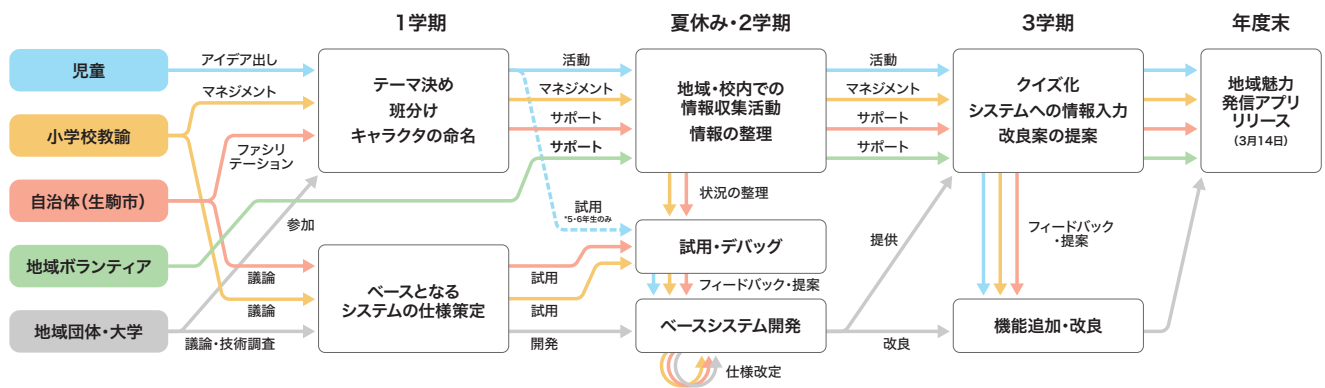 1学期
夏休み・2学期
3学期
年度末
児童
小学校教諭
自治体（生駒市）
地域ボランティア
地域団体・大学
アイデア出し
マネジメント
ファシリ
テーション
参加
議論
議論
議論・技術調査
テーマ決め
班分け
キャラクタの命名
ベースとなる
システムの仕様策定
活動
マネジメント
サポート
サポート
試用
*5・6年生のみ
試用
試用
開発
地域・校内での
情報収集活動
情報の整理
状況の整理
試用・デバッグ
フィードバック・提案
ベースシステム開発
仕様改定
活動
マネジメント
サポート
サポート
提供
改良
クイズ化
システムへの情報入力
改良案の提案
フィードバック
・提案
機能追加・改良
地域魅力
発信アプリ
リリース
（3月14日）